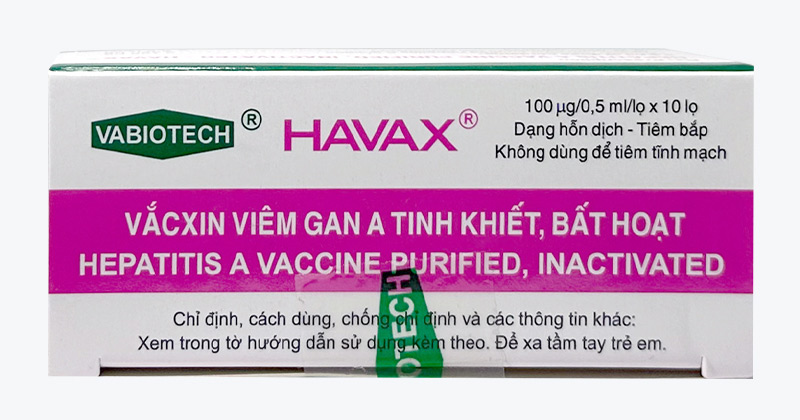 VABIOTECH ®
HAVAX®
100 µg/0,5 ml/lọ x 10 lọ
Dạng hỗn dịch - Tiêm bắp
Không dùng để tiêm tĩnh mạch
VẮCXIN VIÊM GAN A TINH KHIẾT, BẤT HOẠT
HEPATITIS A VACCINE PURIFIED, INACTIVATED
Chỉ định, cách dùng, chống chỉ định và các thông tin khác:
Xem trong tờ hướng dẫn sử dụng kèm theo. Để xa tầm tay trẻ em.
OTECH